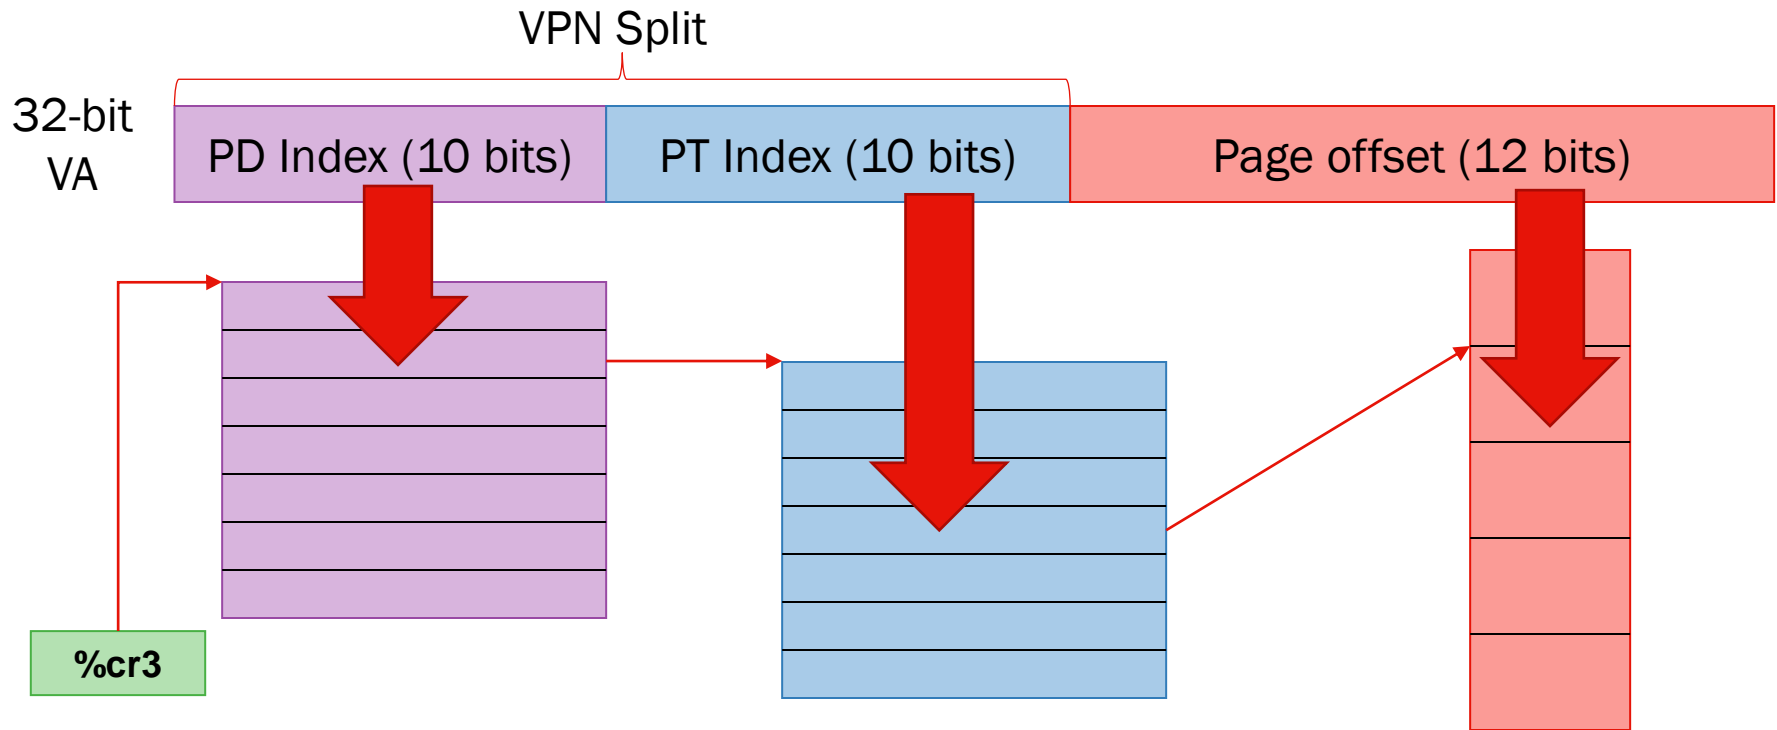 VPN Split
32-bit
VA
PD Index (10 bits)
PT Index (10 bits)
Page offset (12 bits)
%cr3